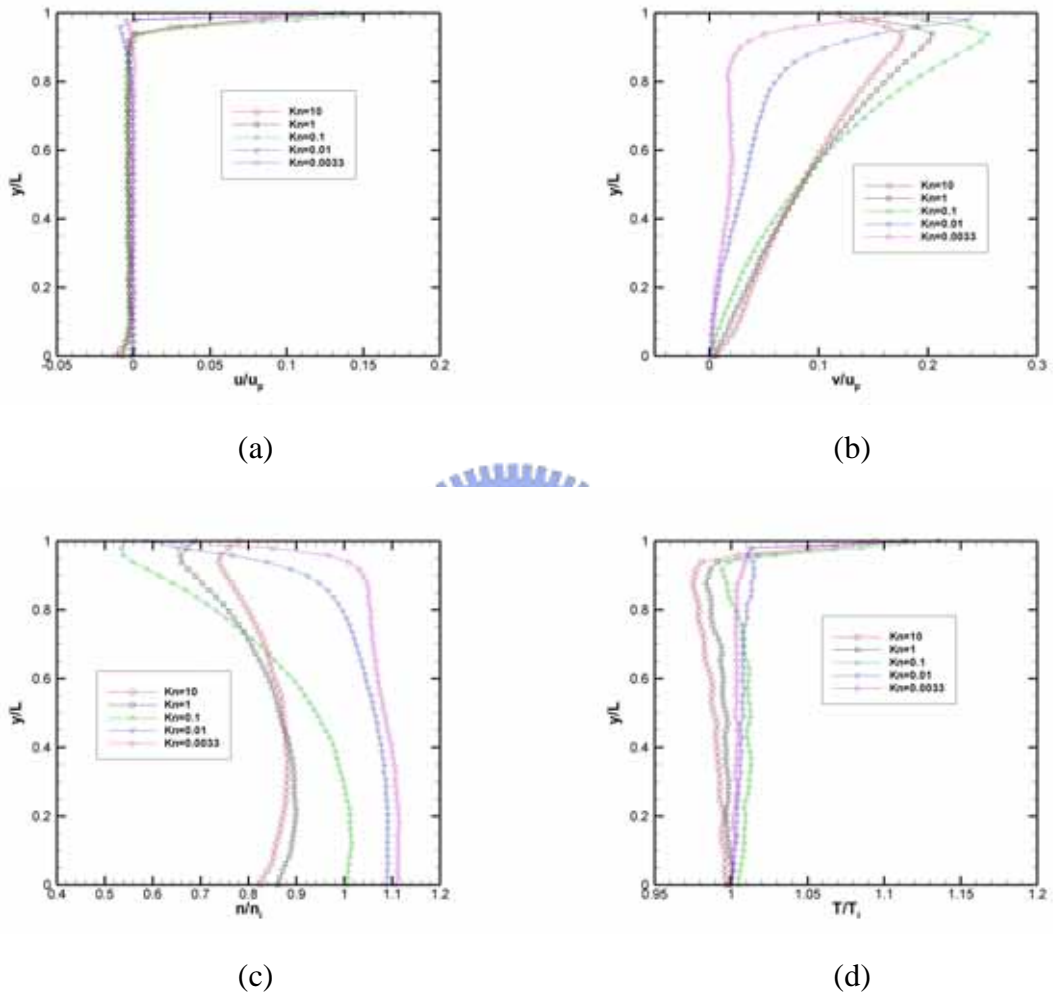 1
0.8
0.6
0.4
0.2
0
y/L
Kn=10
Kn=1
Kn=0.1
Kn=0.01
Kn=0.0033
-0.05 0 0.05 0.1 0.15 0.2
u/uₚ
(a)
1
0.8
0.6
0.4
0.2
0
y/L
Kn=10
Kn=1
Kn=0.1
Kn=0.01
Kn=0.0033
0 0.1 0.2 0.3
v/uₚ
(b)
1
0.8
0.6
0.4
0.2
0
y/L
Kn=10
Kn=1
Kn=0.1
Kn=0.01
Kn=0.0033
0.4 0.5 0.6 0.7 0.8 0.9 1 1.1 1.2
n/nᵢ
(c)
1
0.8
0.6
0.4
0.2
0
y/L
Kn=10
Kn=1
Kn=0.1
Kn=0.01
Kn=0.0033
0.95 1 1.05 1.1 1.15 1.2
T/Tᵢ
(d)